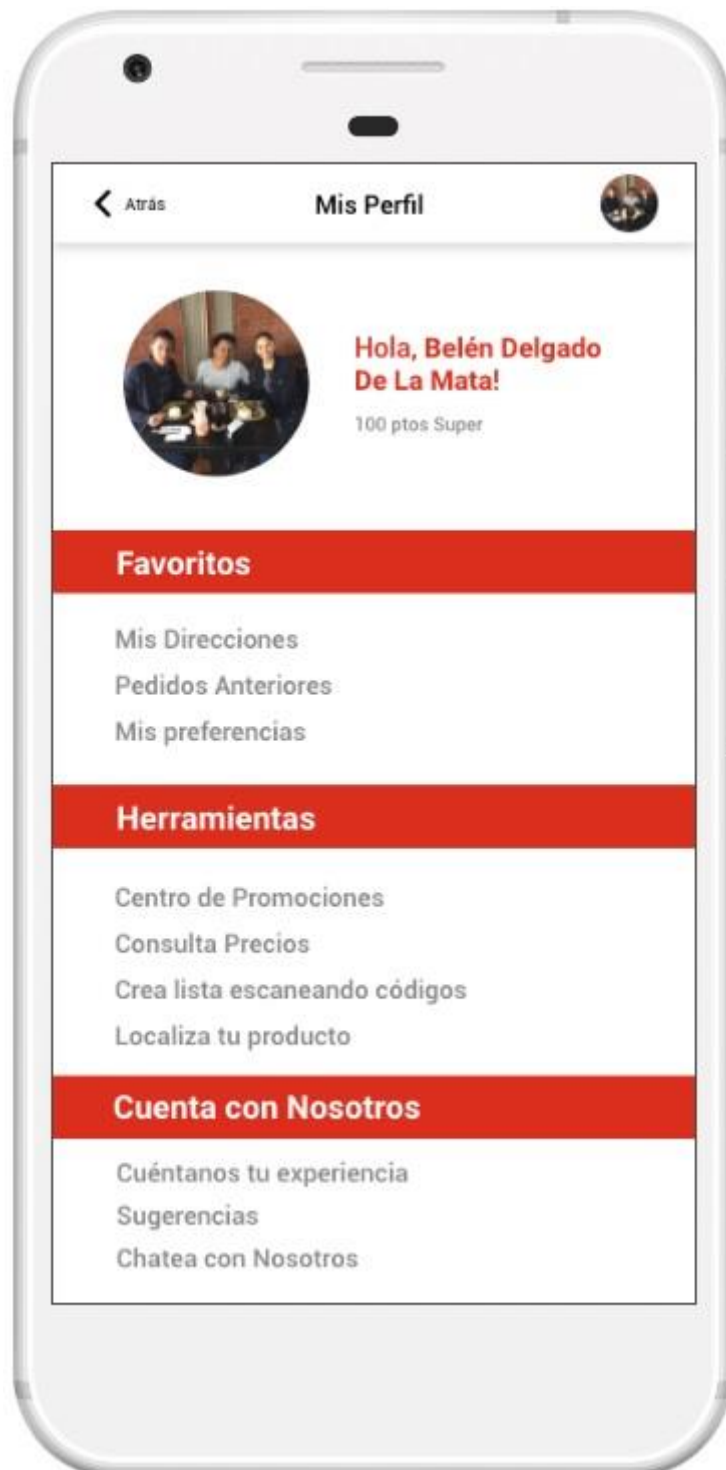 Atrás
Mis Perfil
Hola, Belén Delgado
De La Mata!
100 ptos Super
Favoritos
Mis Direcciones
Pedidos Anteriores
Mis preferencias
Herramientas
Centro de Promociones
Consulta Precios
Crea lista escaneando códigos
Localiza tu producto
Cuenta con Nosotros
Cuéntanos tu experiencia
Sugerencias
Chatea con Nosotros